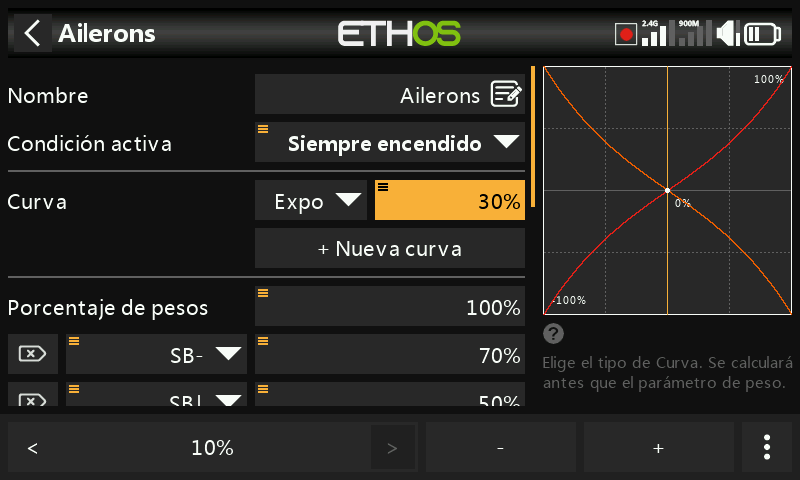 Ailerons
ETHOS
2.4G
900M
Nombre
Ailerons
Condición activa
Siempre encendido
Curva
Expo
30%
+ Nueva curva
Porcentaje de pesos
100%
SB-
70%
50%
100%
0%
-100%
?
Elige el tipo de Curva. Se calculará
antes que el parámetro de peso.
<
10%
>
-
+